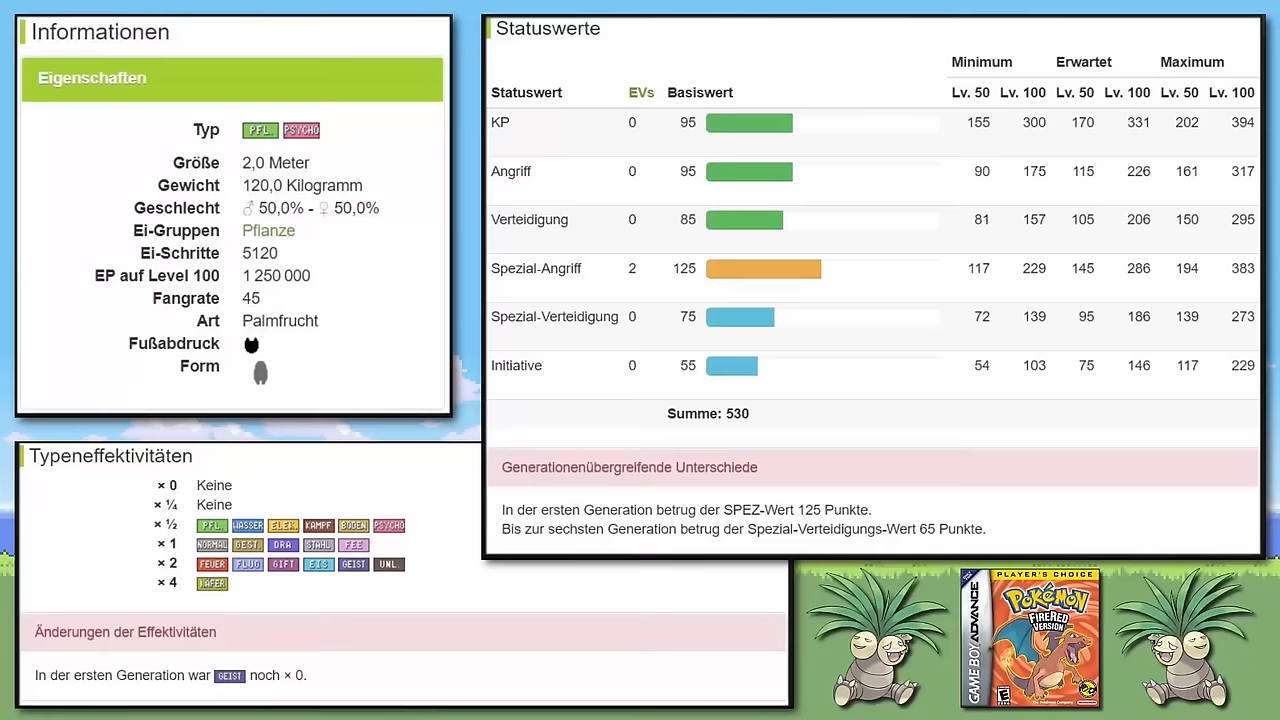 Informationen
Eigenschaften
Typ PFL. PSYCHO
Größe 2,0 Meter
Gewicht 120,0 Kilogramm
Geschlecht ♂ 50,0% - ♀ 50,0%
Ei-Gruppen Pflanze
Ei-Schritte 5120
EP auf Level 100 1 250 000
Fangrate 45
Art Palmfrucht
Fußabdruck
Form
Statuswerte
Minimum Erwartet Maximum
Statuswert EVs Basiswert Lv. 50 Lv. 100 Lv. 50 Lv. 100 Lv. 50 Lv. 100
KP 0 95 155 300 170 331 202 394
Angriff 0 95 90 175 115 226 161 317
Verteidigung 0 85 81 157 105 206 150 295
Spezial-Angriff 2 125 117 229 145 286 194 383
Spezial-Verteidigung 0 75 72 139 95 186 139 273
Initiative 0 55 54 103 75 146 117 229
Summe: 530
Generationenübergreifende Unterschiede
In der ersten Generation betrug der SPEZ-Wert 125 Punkte.
Bis zur sechsten Generation betrug der Spezial-Verteidigungs-Wert 65 Punkte.
Typeneffektivitäten
× 0 Keine
× ¼ Keine
× ½ PFL. WASSER ELEK. KAMPF BODEN PSYCHO
× 1 NORMAL GEST. DRA STAHL FEE
× 2 FEUER FLUG GIFT EIS GEIST UNL.
× 4 KÄFER
Änderungen der Effektivitäten
In der ersten Generation war GEIST noch × 0.
PLAYER'S CHOICE
GAME BOY ADVANCE
POKéMON
FIRERED
VERSION